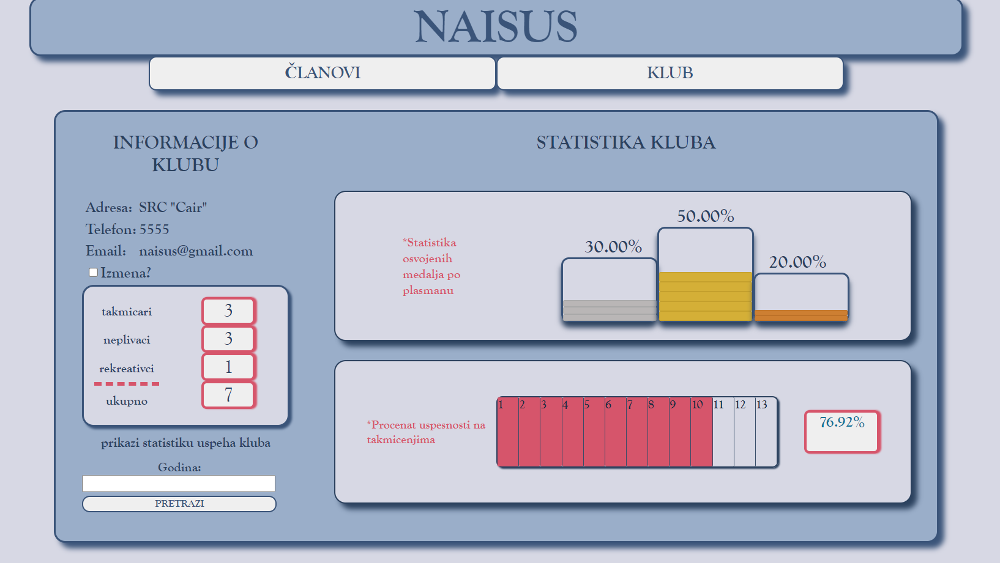 NAISUS
ČLANOVI
KLUB
INFORMACIJE O
KLUBU
Adresa: SRC "Cair"
Telefon: 5555
Email: naisus@gmail.com
Izmena?
takmicari 3
neplivaci 3
rekreativci 1
ukupno 7
prikazi statistiku uspeha kluba
Godina:
PRETRAZI
STATISTIKA KLUBA
*Statistika
osvojenih
medalja po
plasmanu
30.00%
50.00%
20.00%
*Procenat uspesnosti na
takmicenjima
1 2 3 4 5 6 7 8 9 10 11 12 13
76.92%